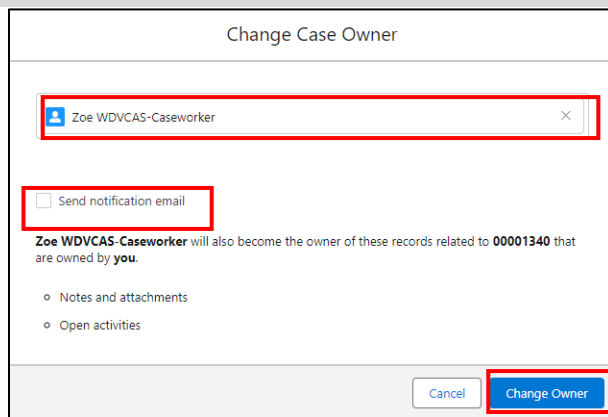 Change Case Owner
Zoe WDVCAS-Caseworker
Send notification email
Zoe WDVCAS-Caseworker will also become the owner of these records related to 00001340 that
are owned by you.
Notes and attachments
Open activities
Cancel
Change Owner